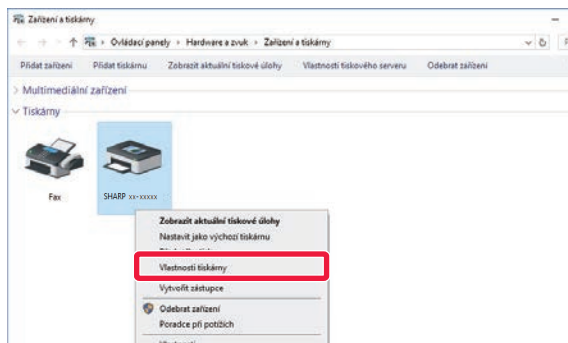 Zařízení a tiskárny
Ovládací panely › Hardware a zvuk › Zařízení a tiskárny
Přidat zařízení Přidat tiskárnu Zobrazit aktuální tiskové úlohy Vlastnosti tiskového serveru Odebrat zařízení
Multimediální zařízení
Tiskárny
Fax
SHARP xx-xxxxx
Zobrazit aktuální tiskové úlohy
Nastavit jako výchozí tiskárnu
Vlastnosti tiskárny
Vytvořit zástupce
Odebrat zařízení
Poradce při potížích